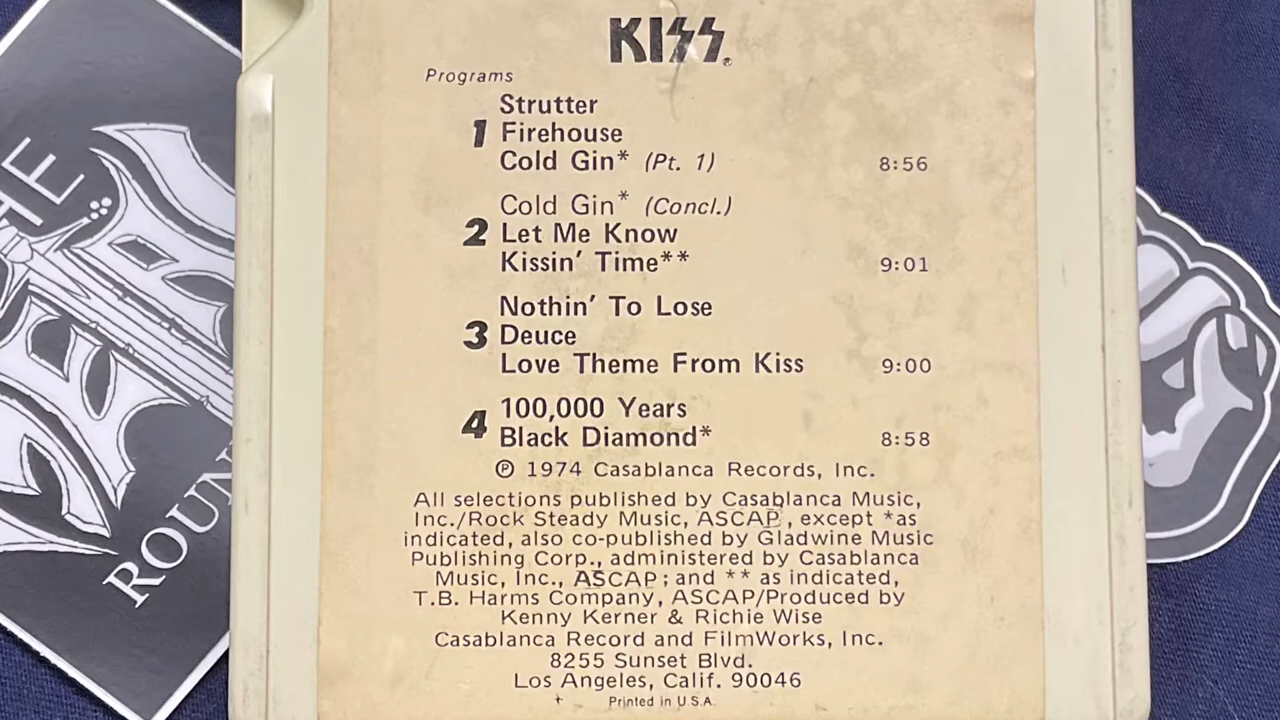 KISS®
Programs
1
Strutter
Firehouse
Cold Gin* (Pt. 1) 8:56
2
Cold Gin* (Concl.)
Let Me Know
Kissin' Time** 9:01
3
Nothin' To Lose
Deuce
Love Theme From Kiss 9:00
4
100,000 Years
Black Diamond* 8:58
℗ 1974 Casablanca Records, Inc.
All selections published by Casablanca Music,
Inc./Rock Steady Music, ASCAP, except *as
indicated, also co-published by Gladwine Music
Publishing Corp., administered by Casablanca
Music, Inc., ASCAP; and ** as indicated,
T.B. Harms Company, ASCAP/Produced by
Kenny Kerner & Richie Wise
Casablanca Record and FilmWorks, Inc.
8255 Sunset Blvd.
Los Angeles, Calif. 90046
Printed in U.S.A.
HE
ROUN